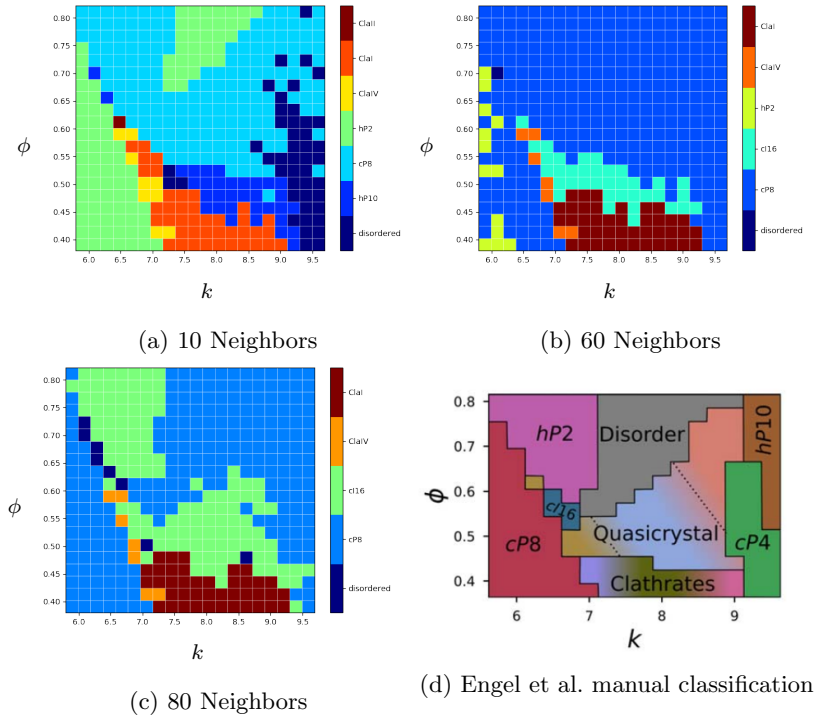 0.80
0.75
0.70
0.65
0.60
0.55
0.50
0.45
0.40
ϕ
6.0 6.5 7.0 7.5 8.0 8.5 9.0 9.5
k
ClaII
ClaI
ClaIV
hP2
cP8
hP10
disordered
(a) 10 Neighbors
0.80
0.75
0.70
0.65
0.60
0.55
0.50
0.45
0.40
ϕ
6.0 6.5 7.0 7.5 8.0 8.5 9.0 9.5
k
ClaI
ClaIV
hP2
cI16
cP8
disordered
(b) 60 Neighbors
0.80
0.75
0.70
0.65
0.60
0.55
0.50
0.45
0.40
ϕ
6.0 6.5 7.0 7.5 8.0 8.5 9.0 9.5
k
ClaI
ClaIV
cI16
cP8
disordered
(c) 80 Neighbors
0.8
0.7
0.6
0.5
0.4
ϕ
6 7 8 9
k
hP2
Disorder
hP10
cI16
cP8
Quasicrystal
cP4
Clathrates
(d) Engel et al. manual classification